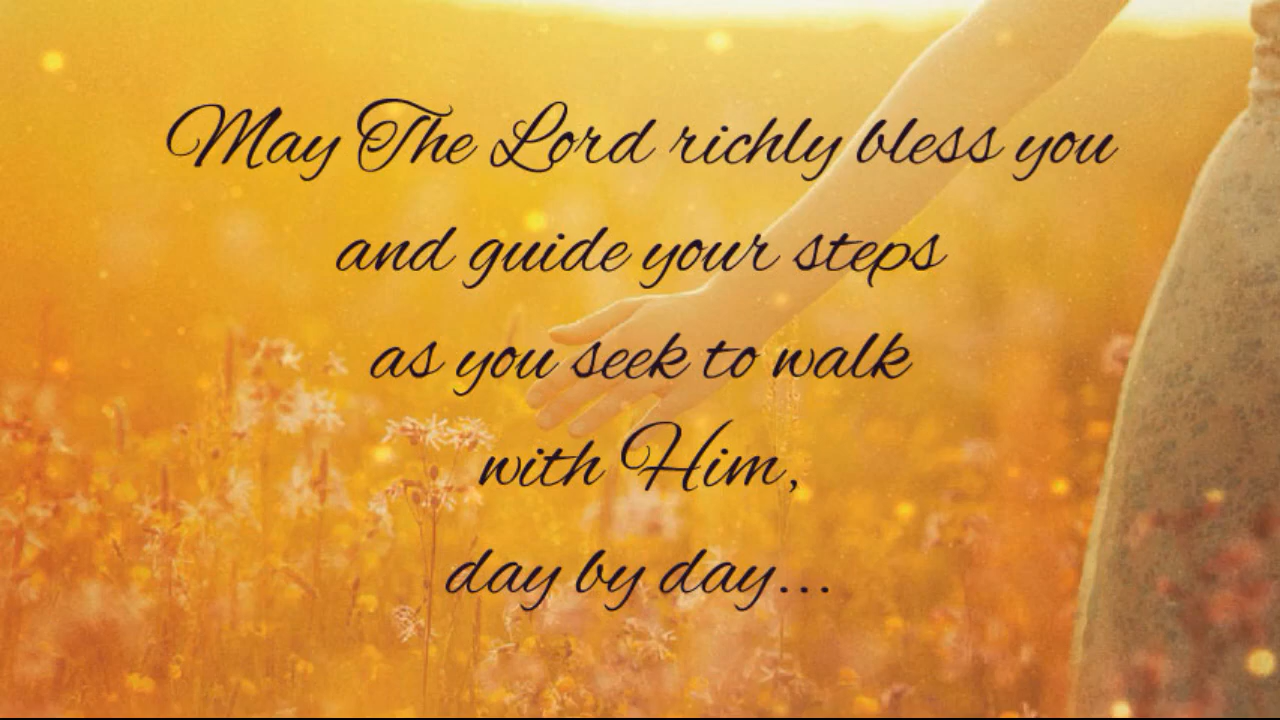 May The Lord richly bless you
and guide your steps
as you seek to walk
with Him,
day by day...